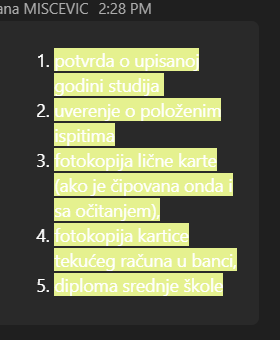 ana MISCEVIC 2:28 PM
1. potvrda o upisanoj
godini studija
2. uverenje o položenim
ispitima
3. fotokopija lične karte
(ako je čipovana onda i
sa očitanjem),
4. fotokopija kartice
tekućeg računa u banci,
5. diploma srednje škole